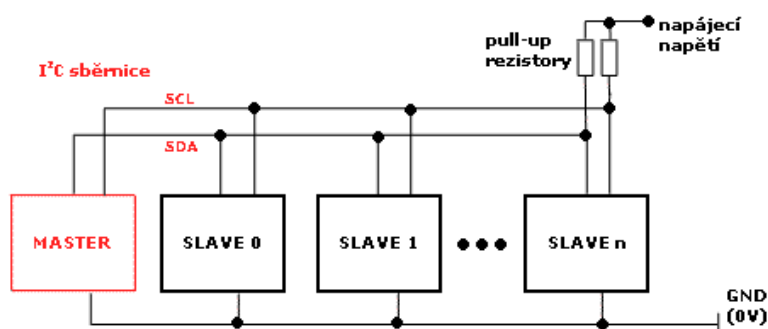 napájecí
napětí
pull-up
rezistory
I²C sběrnice
SCL
SDA
MASTER
SLAVE 0
SLAVE 1
SLAVE n
GND
(0V)